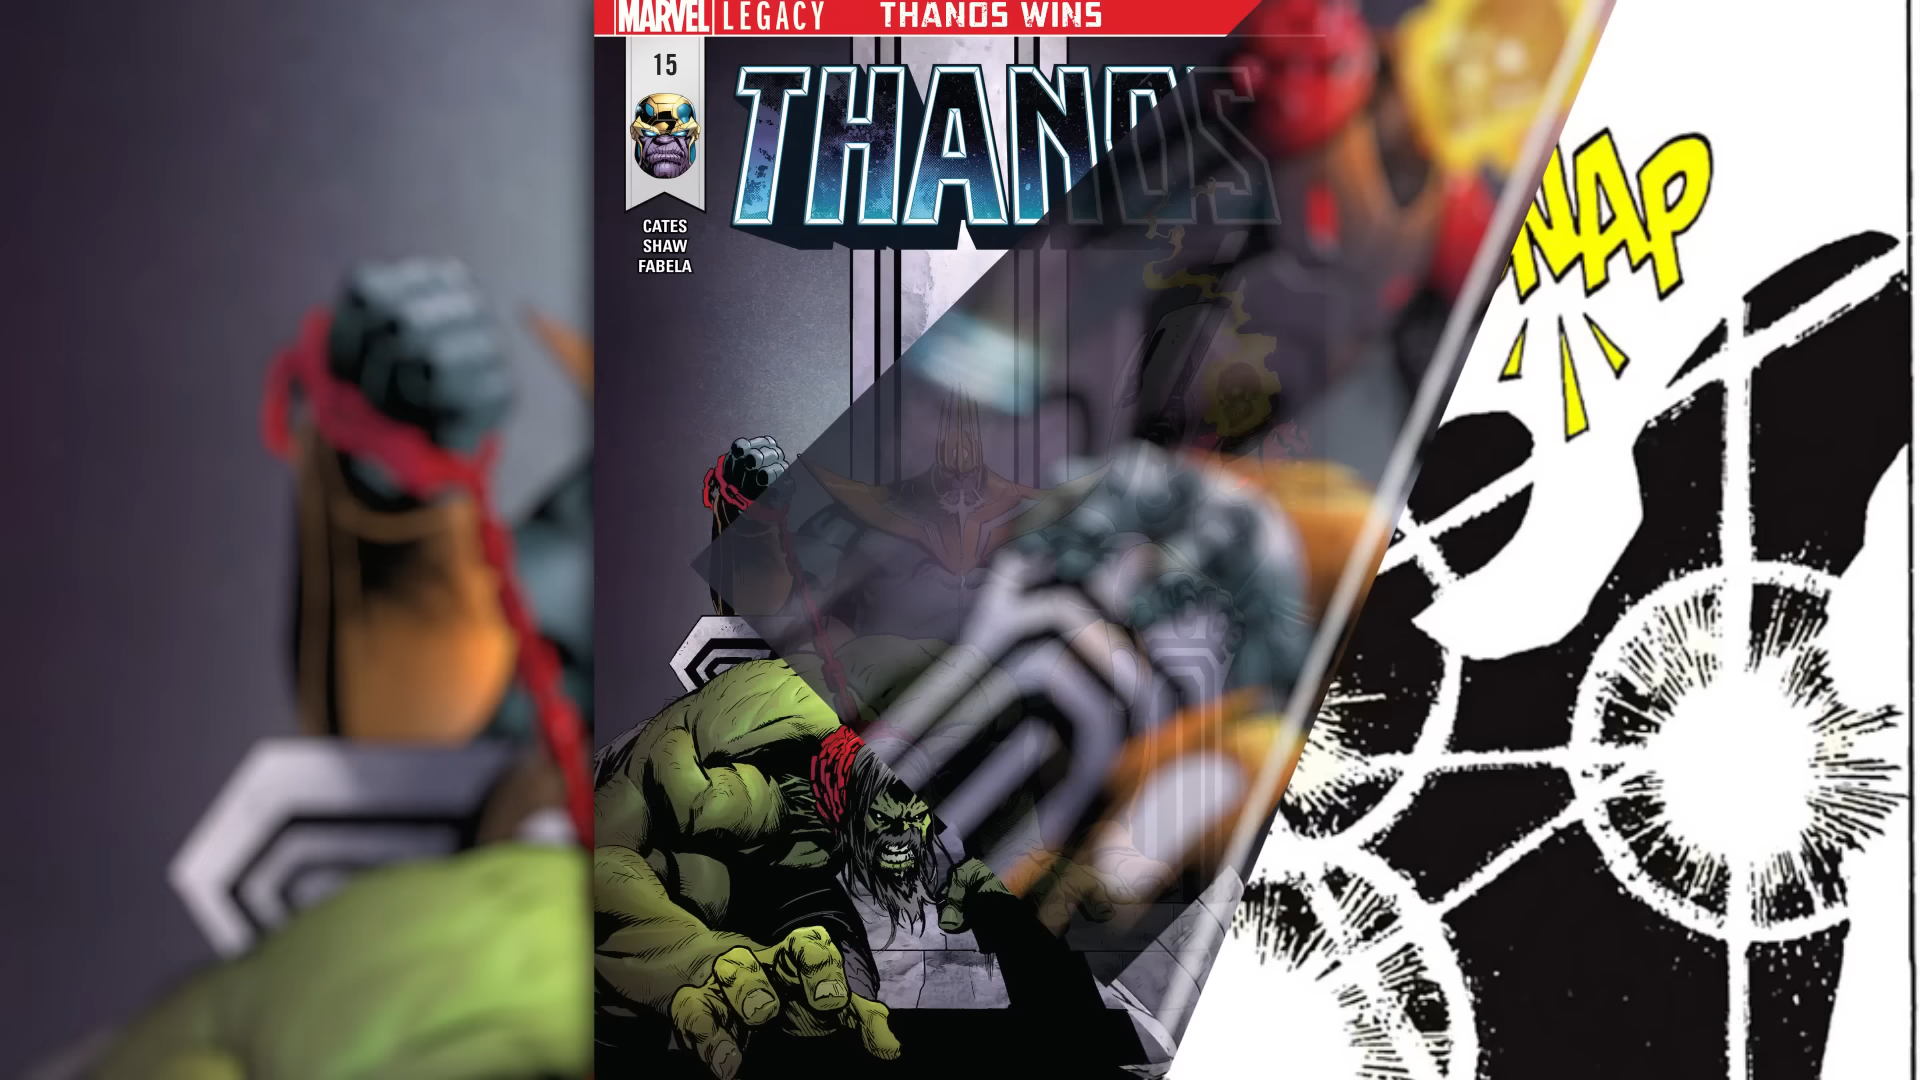 MARVEL LEGACY THANOS WINS
15
THANOS
CATES
SHAW
FABELA
NAP